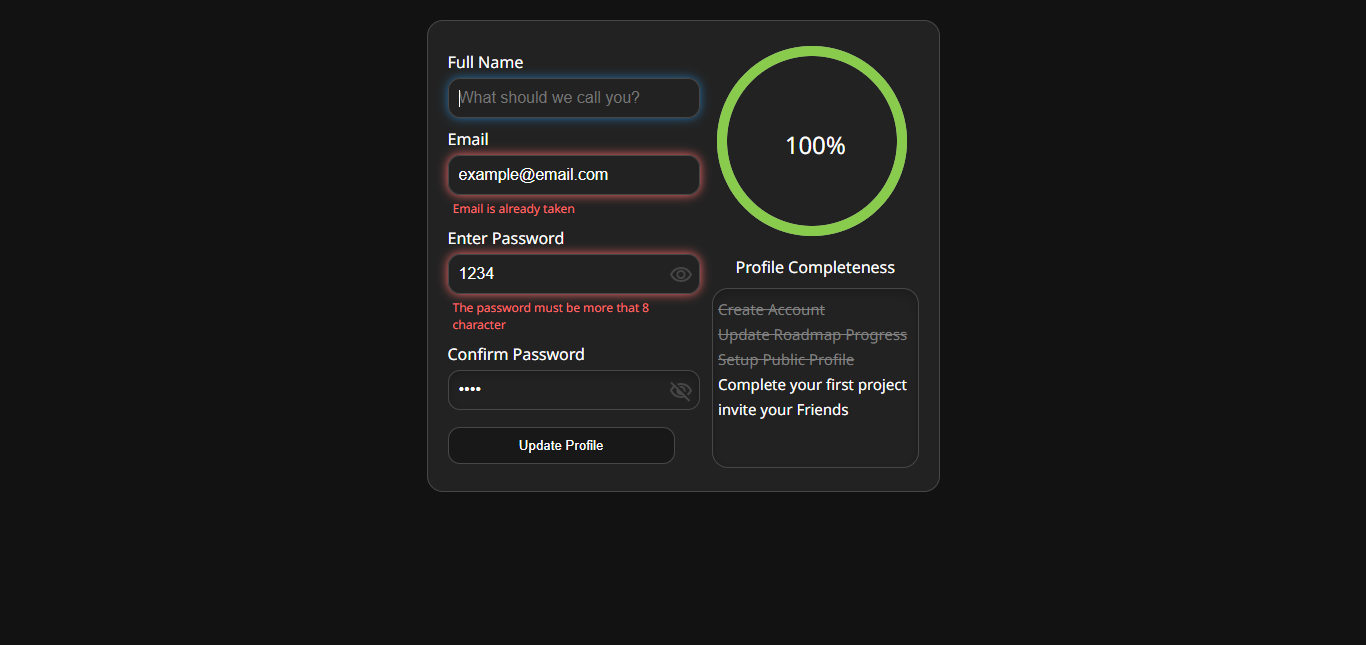 Full Name
What should we call you?
Email
example@email.com
Email is already taken
Enter Password
1234
The password must be more that 8
character
Confirm Password
••••
Update Profile
100%
Profile Completeness
Create Account
Update Roadmap Progress
Setup Public Profile
Complete your first project
invite your Friends